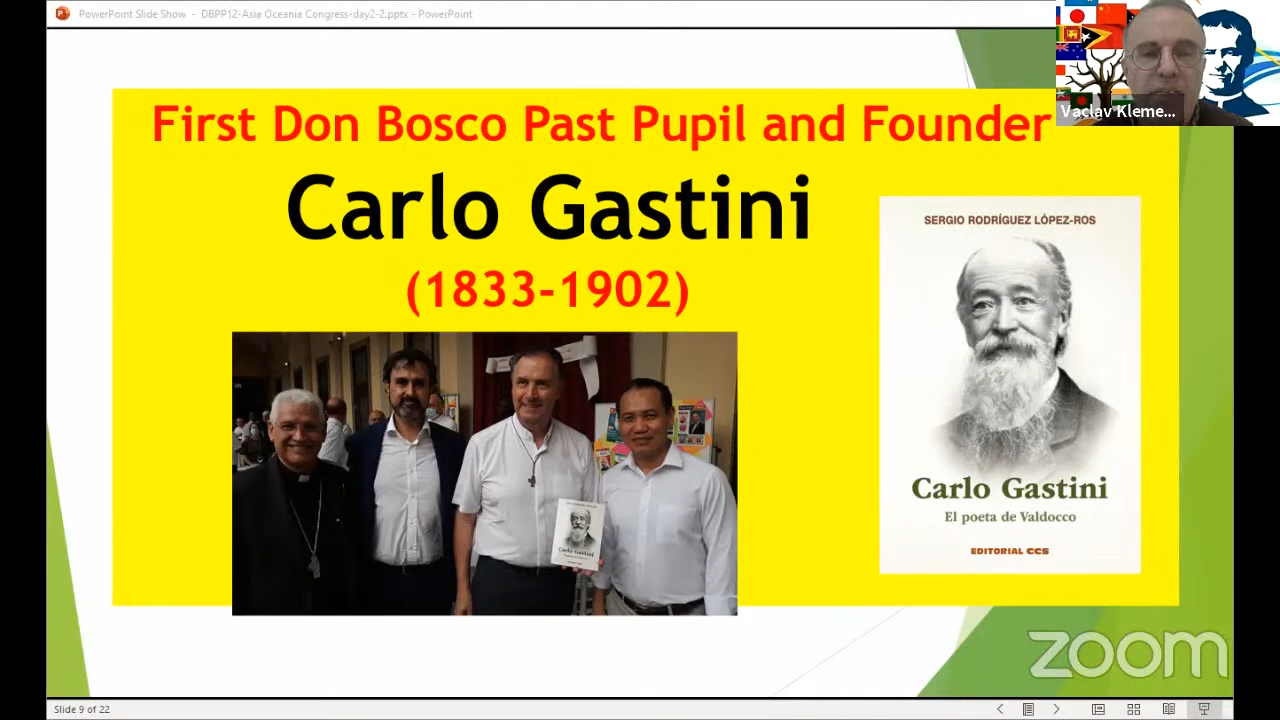 PowerPoint Slide Show - DBPP12-Asia Oceania Congress-day2-2.pptx - PowerPoint
Vaclav Kleme...
First Don Bosco Past Pupil and Founder
Carlo Gastini
(1833-1902)
SERGIO RODRÍGUEZ LÓPEZ-ROS
Carlo Gastini
El poeta de Valdocco
EDITORIAL CCS
Carlo Gastini
zoom
Slide 9 of 22